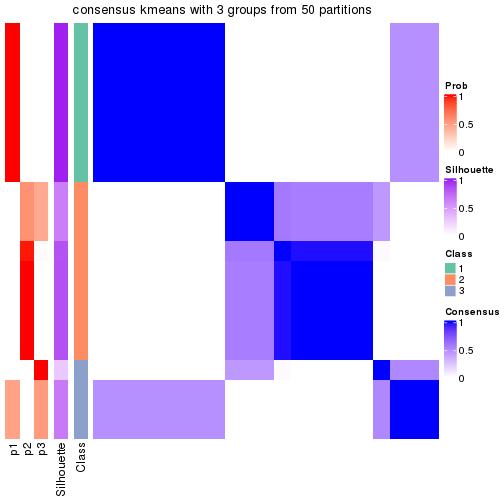 consensus kmeans with 3 groups from 50 partitions
Prob
1
0.5
0
Silhouette
1
0.5
0
Class
1
2
3
Consensus
1
0.5
0
p1
p2
p3
Silhouette
Class